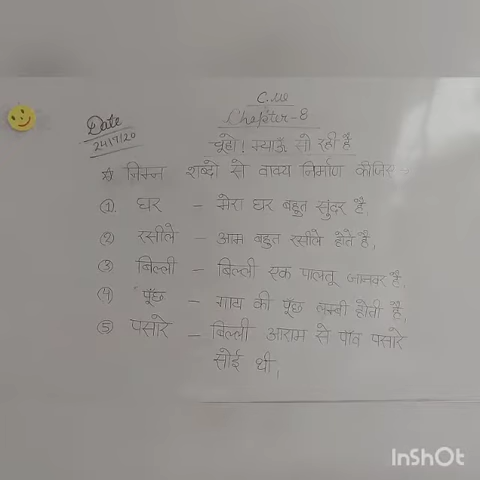 C.W
Chapter-8
Date
24/7/20
चूहो! म्याऊँ सो रही है
* निम्न शब्दो से वाक्य निर्माण कीजिए -
① घर - मेरा घर बहुत सुंदर है,
② रसीले - आम बहुत रसीले होते है,
③ बिल्ली - बिल्ली एक पालतू जानवर है,
④ पूँछ - गाय की पूँछ लम्बी होती है,
⑤ पसारे - बिल्ली आराम से पाँव पसारे
सोई थी,
InShOt